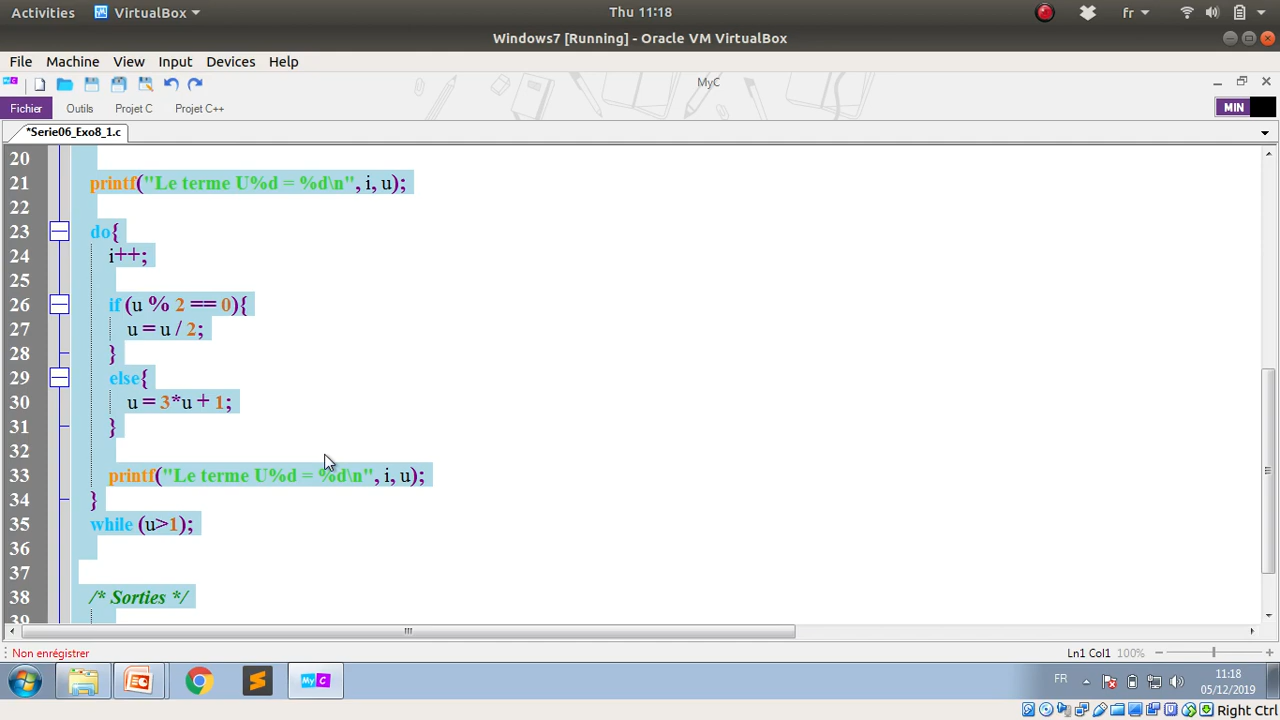 Activities VirtualBox Thu 11:18 fr
Windows7 [Running] - Oracle VM VirtualBox
File Machine View Input Devices Help
MyC
Fichier Outils Projet C Projet C++ MIN
*Serie06_Exo8_1.c
20
21 printf("Le terme U%d = %d\n", i, u);
22
23 do{
24 i++;
25
26 if (u % 2 == 0){
27 u = u / 2;
28 }
29 else{
30 u = 3*u + 1;
31 }
32
33 printf("Le terme U%d = %d\n", i, u);
34 }
35 while (u>1);
36
37
38 /* Sorties */
39
Non enrégistrer Ln1 Col1 100%
MyC FR 11:18
05/12/2019
Right Ctrl